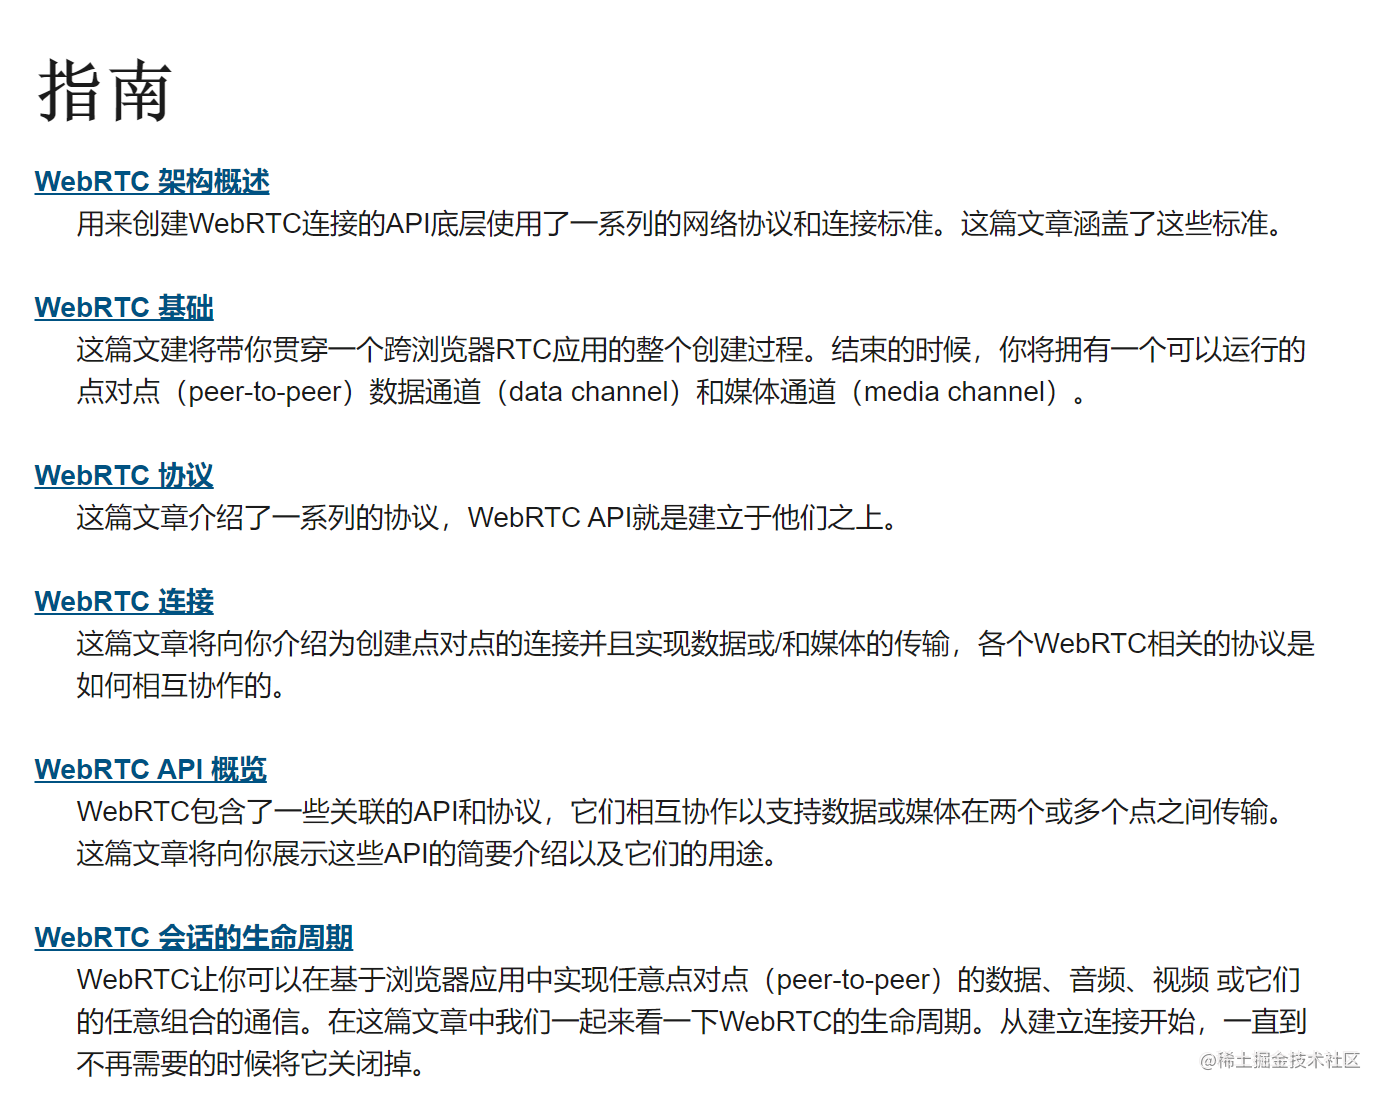 指南
WebRTC 架构概述
用来创建WebRTC连接的API底层使用了一系列的网络协议和连接标准。这篇文章涵盖了这些标准。
WebRTC 基础
这篇文建将带你贯穿一个跨浏览器RTC应用的整个创建过程。结束的时候，你将拥有一个可以运行的
点对点（peer-to-peer）数据通道（data channel）和媒体通道（media channel）。
WebRTC 协议
这篇文章介绍了一系列的协议，WebRTC API就是建立于他们之上。
WebRTC 连接
这篇文章将向你介绍为创建点对点的连接并且实现数据或/和媒体的传输，各个WebRTC相关的协议是
如何相互协作的。
WebRTC API 概览
WebRTC包含了一些关联的API和协议，它们相互协作以支持数据或媒体在两个或多个点之间传输。
这篇文章将向你展示这些API的简要介绍以及它们的用途。
WebRTC 会话的生命周期
WebRTC让你可以在基于浏览器应用中实现任意点对点（peer-to-peer）的数据、音频、视频 或它们
的任意组合的通信。在这篇文章中我们一起来看一下WebRTC的生命周期。从建立连接开始，一直到
不再需要的时候将它关闭掉。
@稀土掘金技术社区